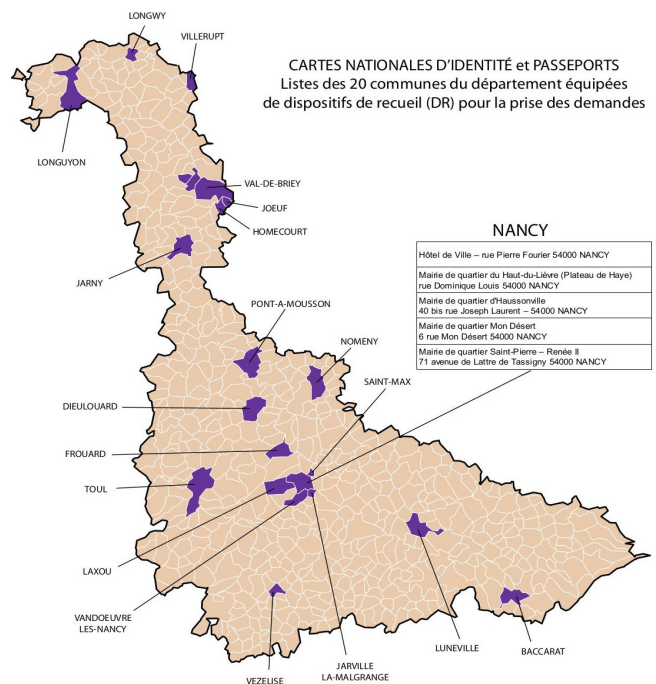 LONGWY
VILLERUPT
CARTES NATIONALES D'IDENTITÉ et PASSEPORTS
Listes des 20 communes du département équipées
de dispositifs de recueil (DR) pour la prise des demandes
LONGUYON
VAL-DE-BRIEY
JOEUF
HOMECOURT
JARNY
NANCY
Hôtel de Ville – rue Pierre Fourier 54000 NANCY
Mairie de quartier du Haut-du-Lièvre (Plateau de Haye)
rue Dominique Louis 54000 NANCY
Mairie de quartier d'Haussonville
40 bis rue Joseph Laurent – 54000 NANCY
Mairie de quartier Mon Désert
6 rue Mon Désert 54000 NANCY
Mairie de quartier Saint-Pierre – Renée II
71 avenue de Lattre de Tassigny 54000 NANCY
PONT-A-MOUSSON
NOMENY
SAINT-MAX
DIEULOUARD
FROUARD
TOUL
LAXOU
VANDOEUVRE
LES-NANCY
VEZELISE
JARVILLE
LA-MALGRANGE
LUNEVILLE
BACCARAT